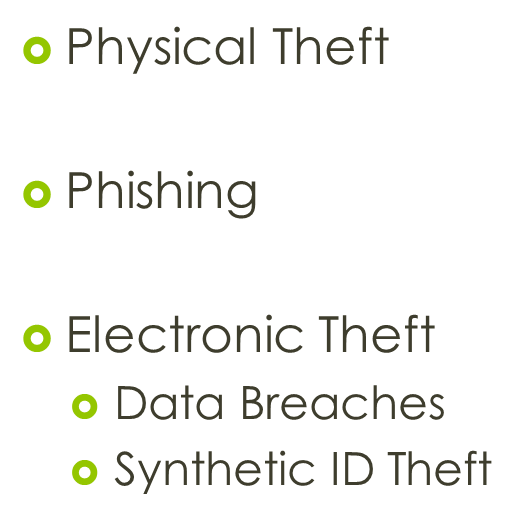 Physical Theft
Phishing
Electronic Theft
Data Breaches
Synthetic ID Theft